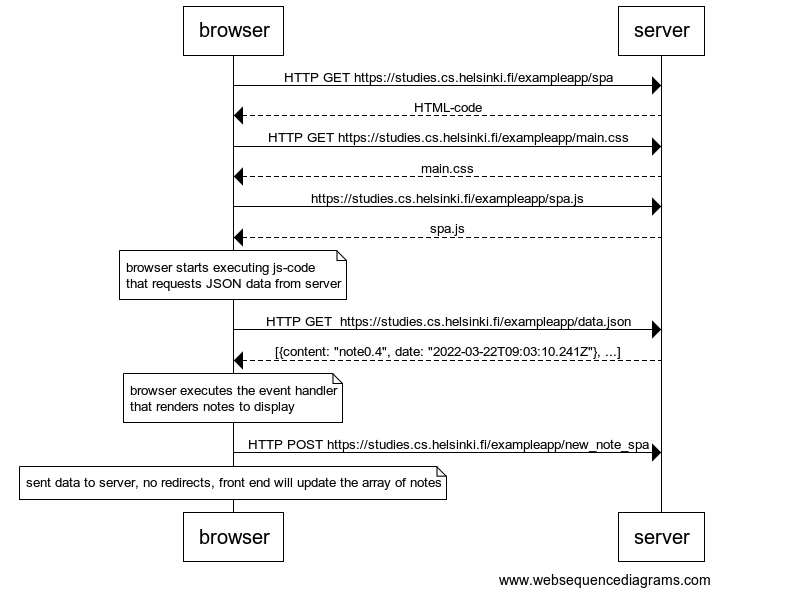 browser
server
HTTP GET https://studies.cs.helsinki.fi/exampleapp/spa
HTML-code
HTTP GET https://studies.cs.helsinki.fi/exampleapp/main.css
main.css
https://studies.cs.helsinki.fi/exampleapp/spa.js
spa.js
browser starts executing js-code
that requests JSON data from server
HTTP GET  https://studies.cs.helsinki.fi/exampleapp/data.json
[{content: "note0.4", date: "2022-03-22T09:03:10.241Z"}, ...]
browser executes the event handler
that renders notes to display
HTTP POST https://studies.cs.helsinki.fi/exampleapp/new_note_spa
sent data to server, no redirects, front end will update the array of notes
browser
server
www.websequencediagrams.com